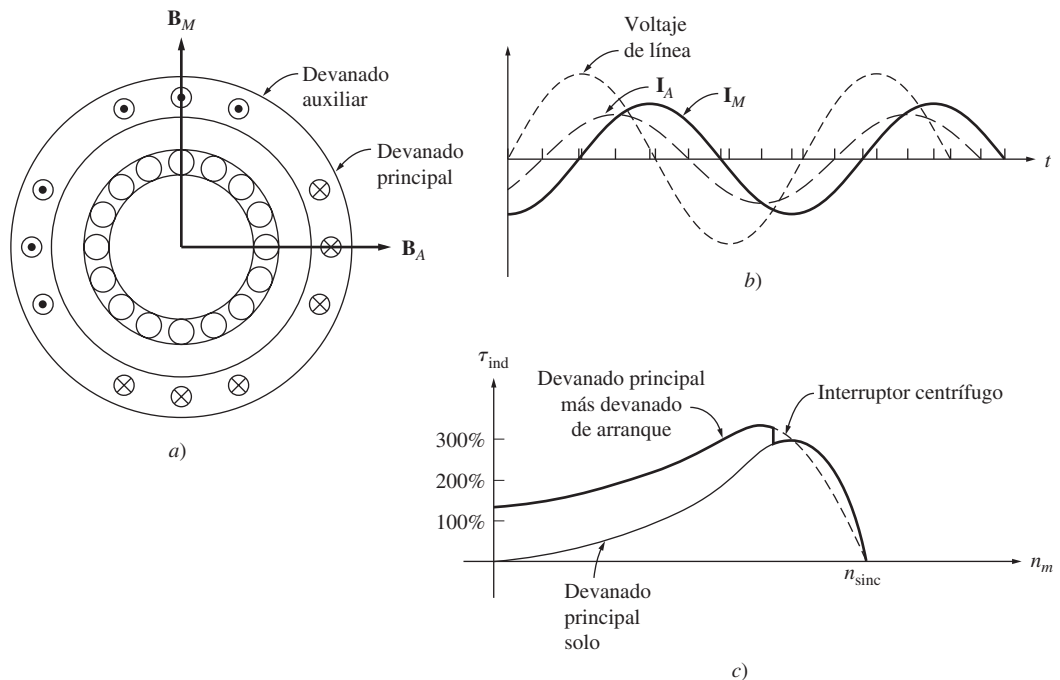 B_M
Devanado
auxiliar
Devanado
principal
B_A
a)
Voltaje
de línea
I_A
I_M
t
b)
τ_ind
Devanado principal
más devanado
de arranque
Interruptor centrífugo
300%
200%
100%
n_sinc
n_m
Devanado
principal
solo
c)